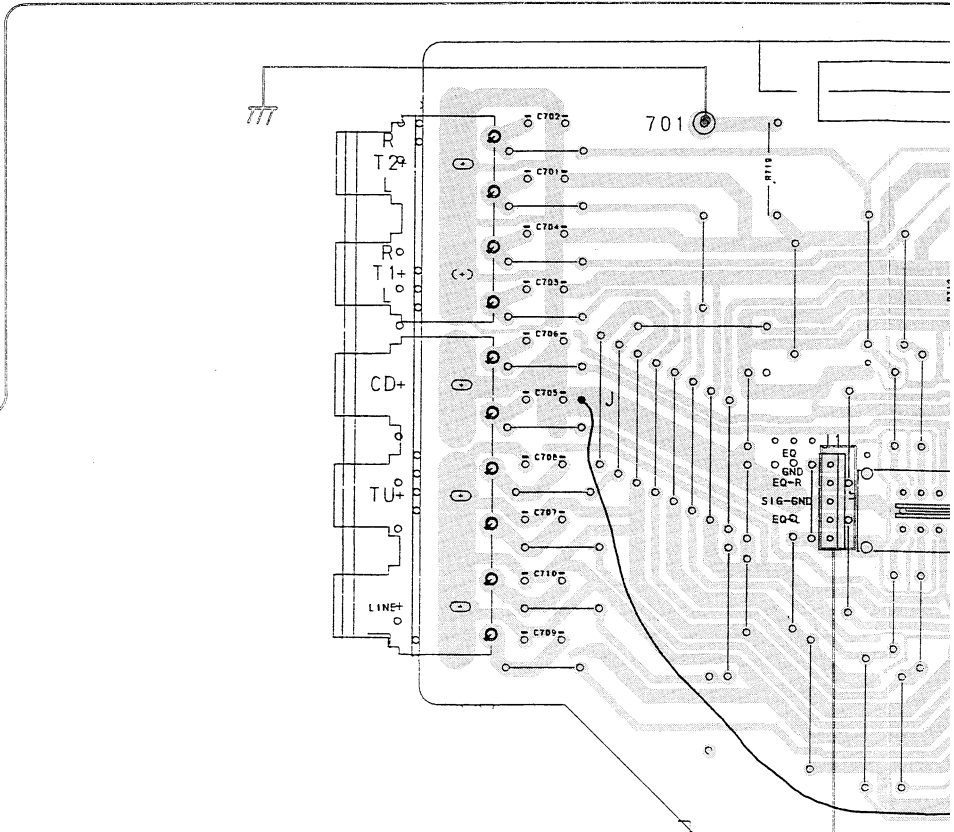 C702
701
R
T2+
L
C701
R719
C704
R
T1+
L
C703
C706
CD+
C705
J
J1
EQ
GND
C708
EQ-R
TU+
SIG-GND
C707
EQ-L
C710
LINE+
C709